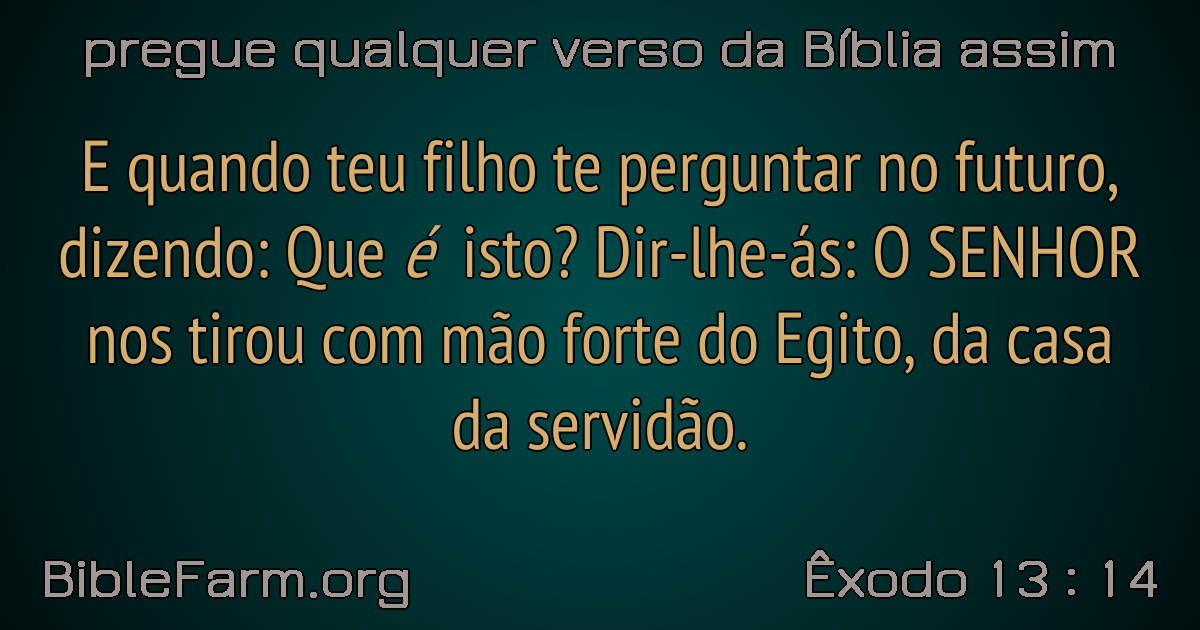 pregue qualquer verso da Bíblia assim
E quando teu filho te perguntar no futuro,
dizendo: Que é isto? Dir-lhe-ás: O SENHOR
nos tirou com mão forte do Egito, da casa
da servidão.
BibleFarm.org
Êxodo 13 : 14